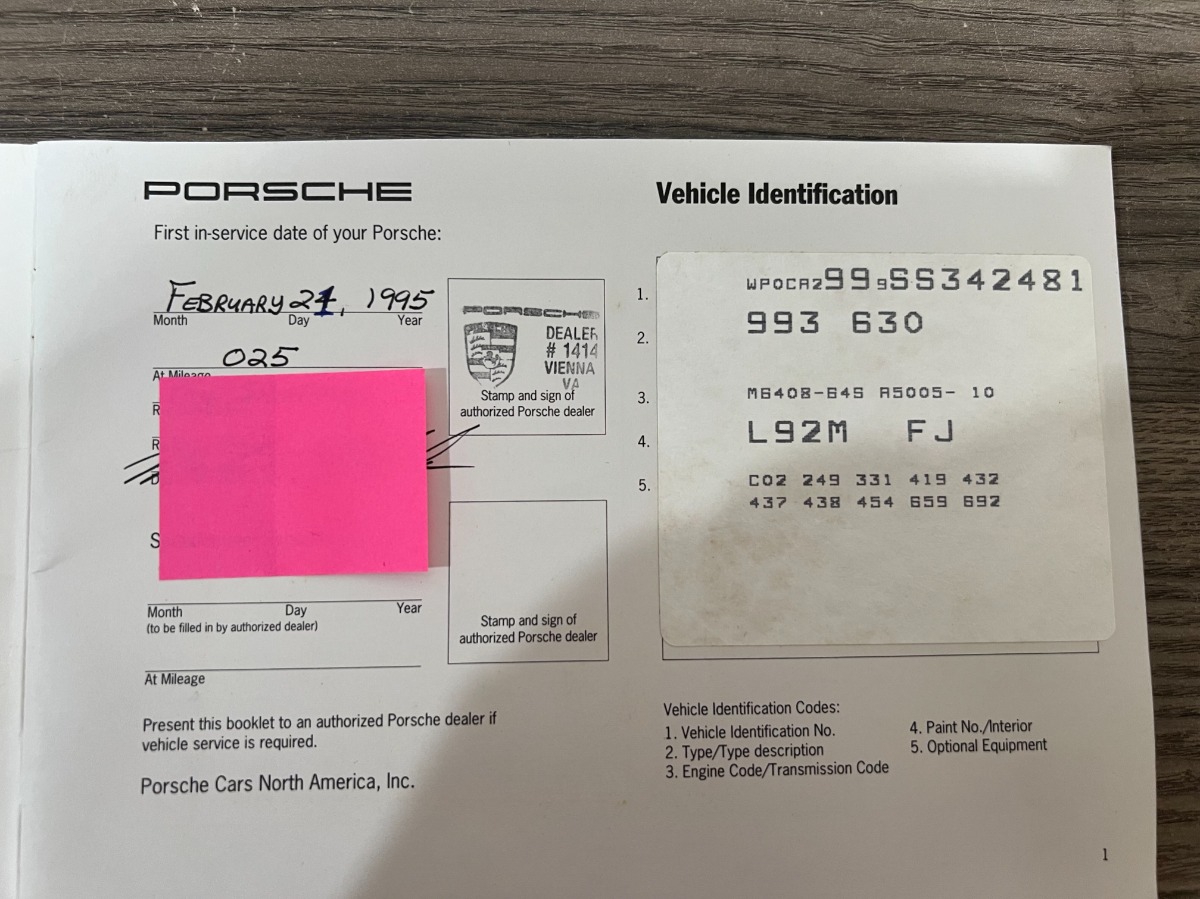 PORSCHE
First in-service date of your Porsche:
FEBRUARY 21, 1995
Month Day Year
025
At Mileage
R
R
S
PORSCHE
DEALER
# 1414
VIENNA
VA
Stamp and sign of
authorized Porsche dealer
Month Day Year
(to be filled in by authorized dealer)
At Mileage
Stamp and sign of
authorized Porsche dealer
Present this booklet to an authorized Porsche dealer if
vehicle service is required.
Porsche Cars North America, Inc.
Vehicle Identification
1. WP0CA2999SS342481
2. 993 630
3. M6408-64S A5005- 10
4. L92M FJ
5. C02 249 331 419 432
437 438 454 659 692
Vehicle Identification Codes:
1. Vehicle Identification No.
2. Type/Type description
3. Engine Code/Transmission Code
4. Paint No./Interior
5. Optional Equipment
1